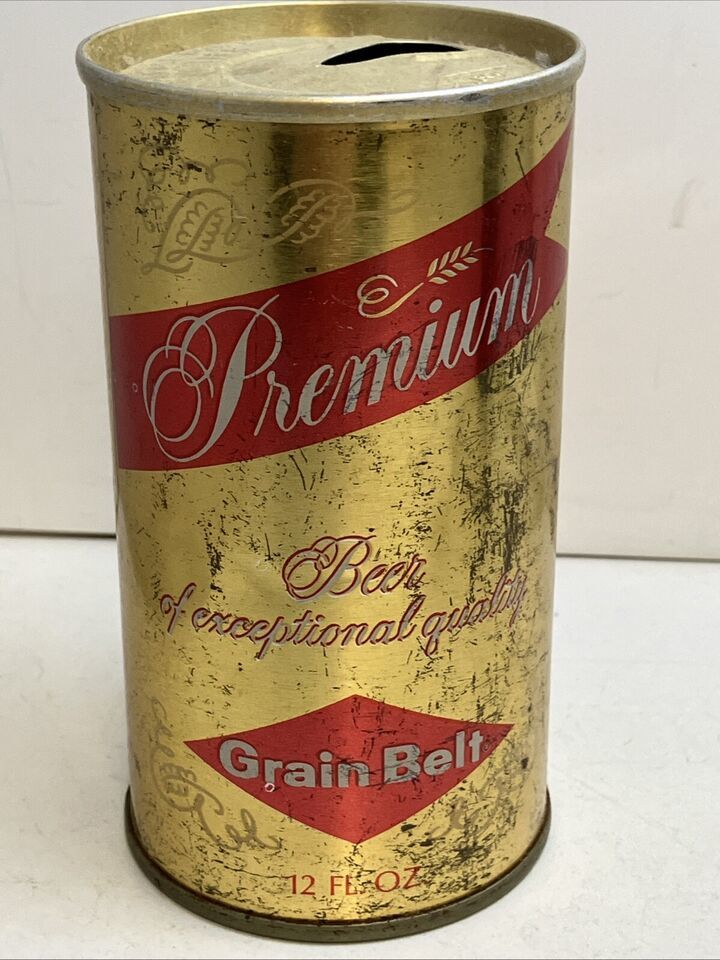 Premium
Beer
of exceptional quality
Grain Belt
12 FL. OZ.